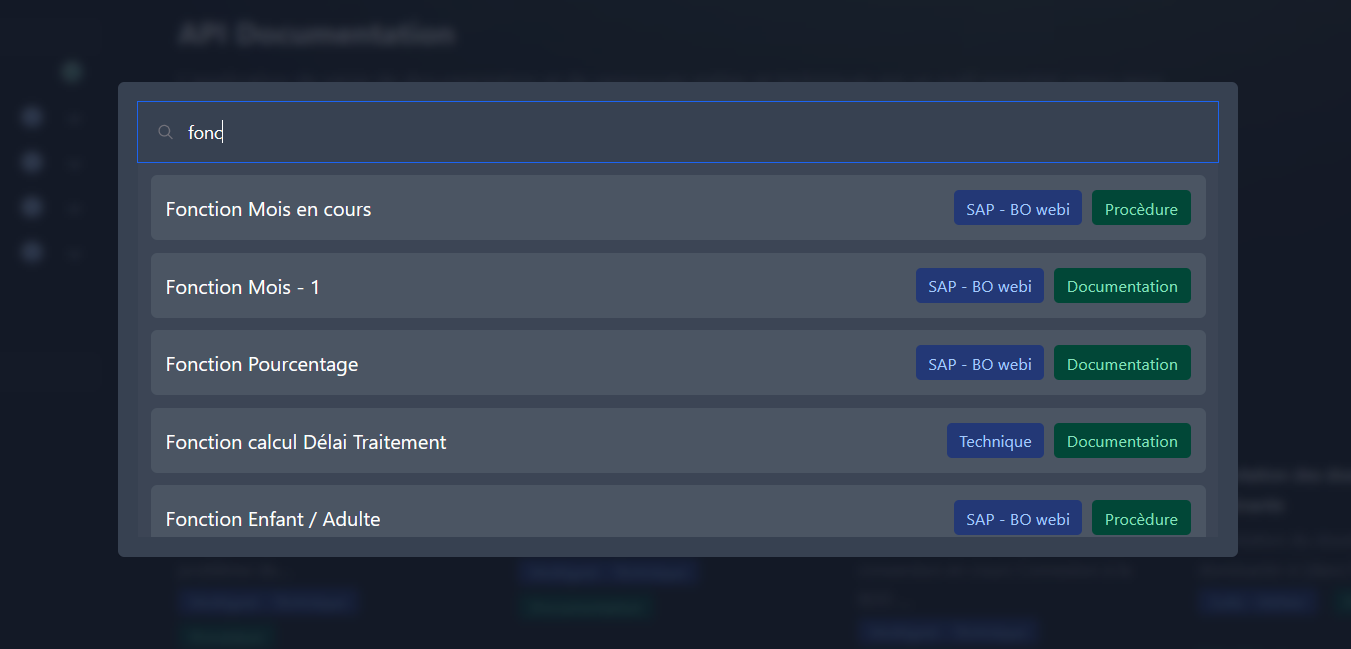 API Documentation
fonc
Fonction Mois en cours SAP - BO webi Procèdure
Fonction Mois - 1 SAP - BO webi Documentation
Fonction Pourcentage SAP - BO webi Documentation
Fonction calcul Délai Traitement Technique Documentation
Fonction Enfant / Adulte SAP - BO webi Procèdure